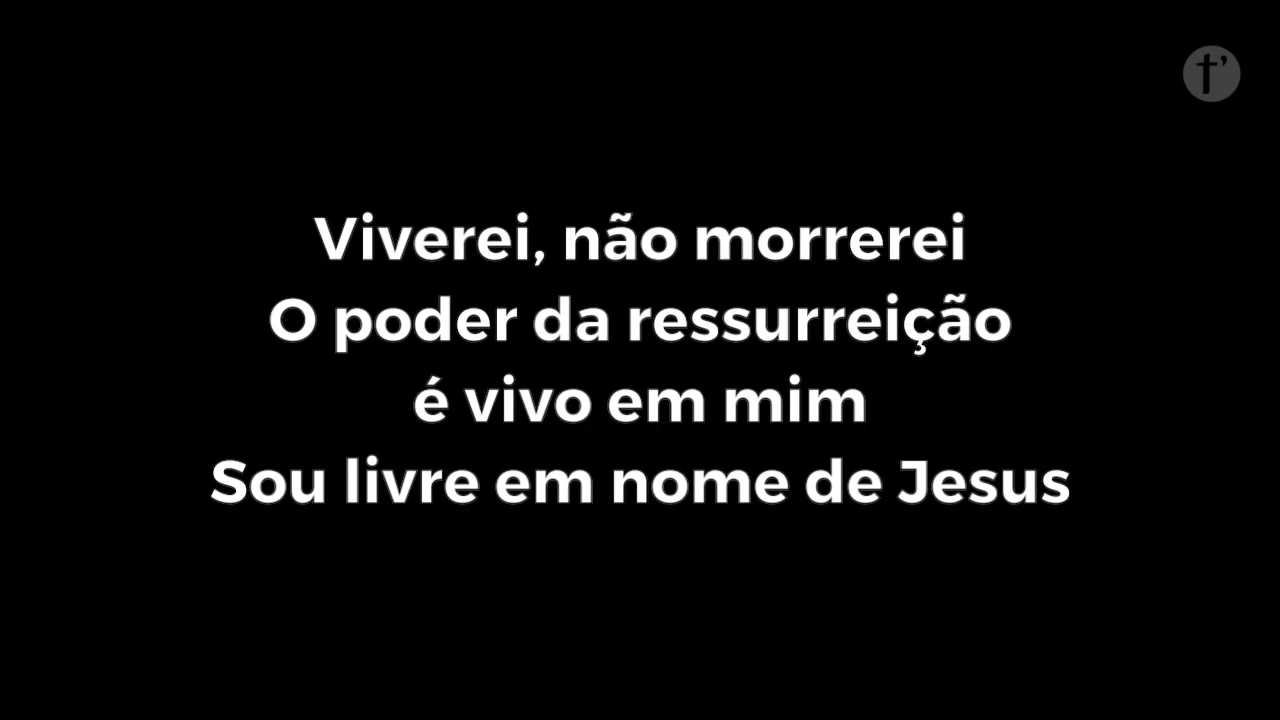 Viverei, não morrerei
O poder da ressurreição
é vivo em mim
Sou livre em nome de Jesus